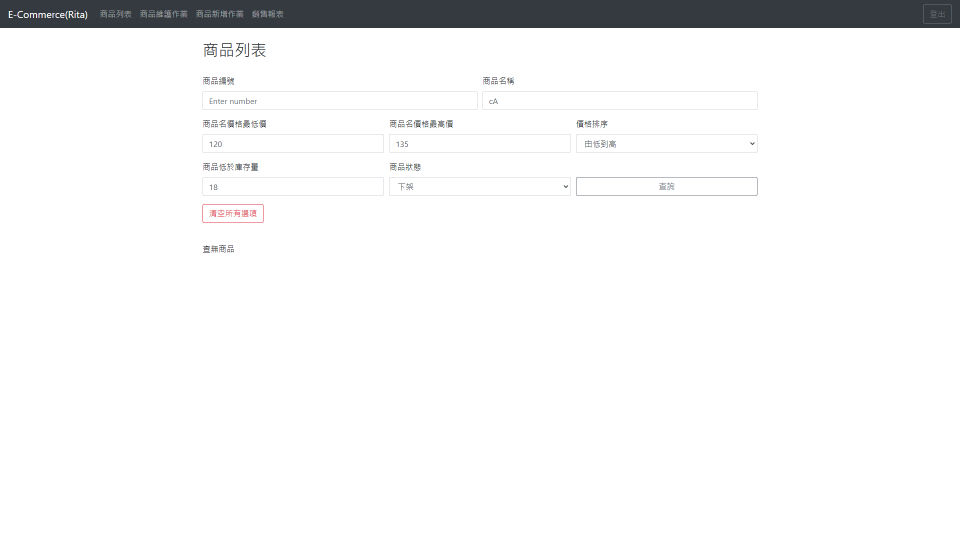 E-Commerce(Rita) 商品列表 商品維護作業 商品新增作業 銷售報表 登出
商品列表
商品編號 商品名稱
Enter number cA
商品名價格最低價 商品名價格最高價 價格排序
120 135 由低到高
商品低於庫存量 商品狀態
18 下架 查詢
清空所有選項
查無商品